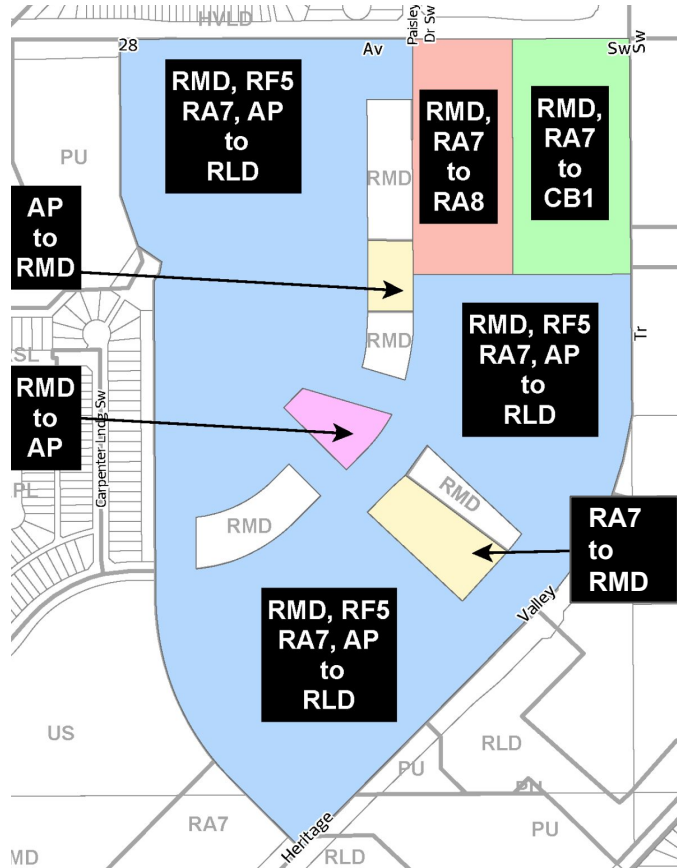 HVLD
28
Av
Paisley
Dr Sw
Sw
Sw
RMD, RF5
RA7, AP
to
RLD
RMD,
RA7
to
RA8
RMD,
RA7
to
CB1
PU
RMD
AP
to
RMD
RMD
RMD, RF5
RA7, AP
to
RLD
Tr
RSL
RMD
to
AP
Carpenter Lndg Sw
PL
RMD
RMD
RA7
to
RMD
RMD, RF5
RA7, AP
to
RLD
Valley
US
RLD
PU
PU
RA7
PU
Heritage
MD
RLD